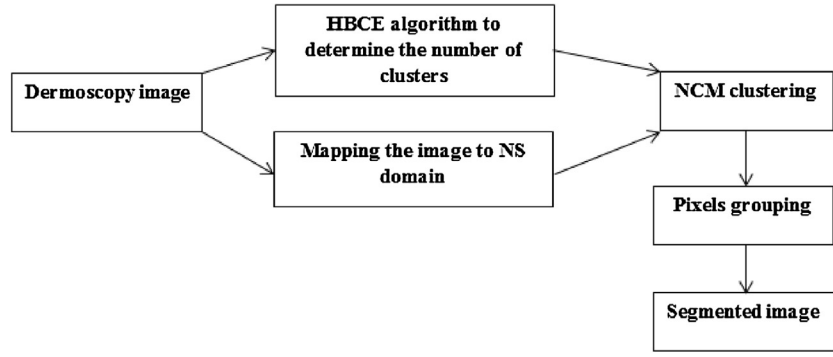 Dermoscopy image
HBCE algorithm to
determine the number of
clusters
Mapping the image to NS
domain
NCM clustering
Pixels grouping
Segmented image